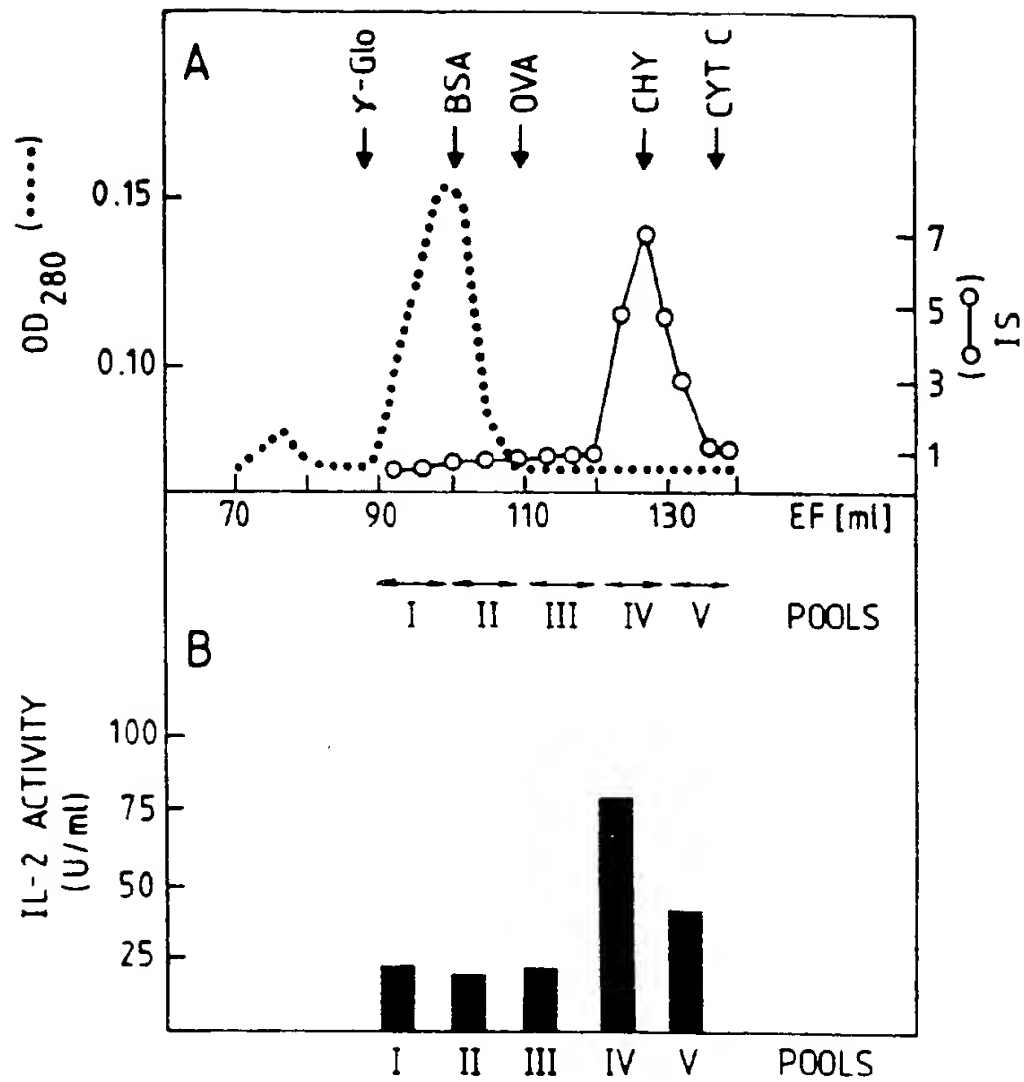 A
γ-Glo
BSA
OVA
CHY
CYT C
OD280 (.....)
0.15
0.10
7
5
3
1
IS
70
90
110
130
EF [ml]
I
II
III
IV
V
POOLS
B
IL-2 ACTIVITY
(U/ml)
100
75
50
25
I
II
III
IV
V
POOLS